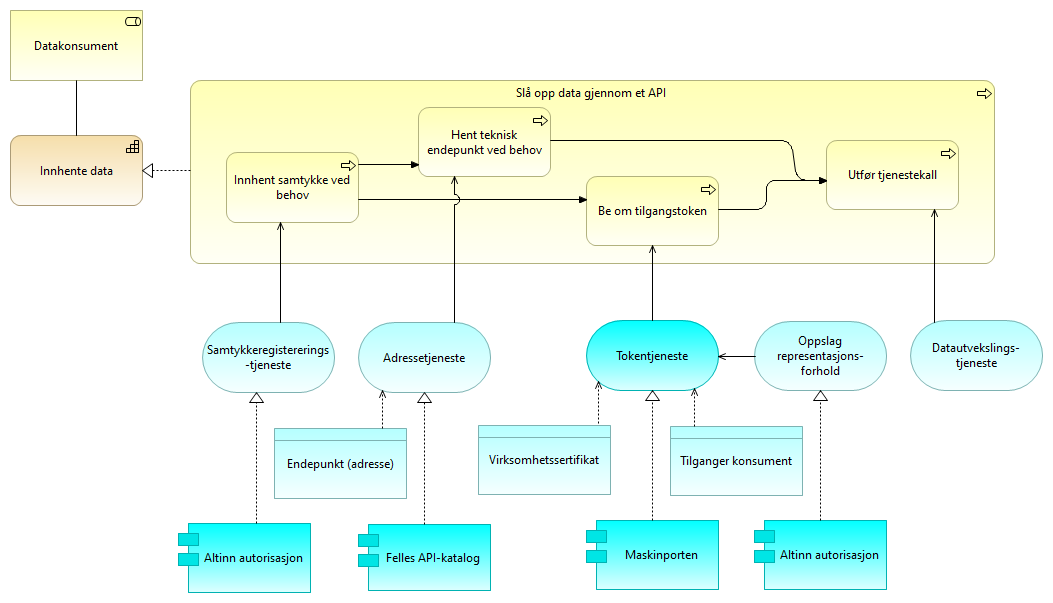 Datakonsument
Slå opp data gjennom et API
Innhente data
Hent teknisk
endepunkt ved behov
Innhent samtykke ved
behov
Utfør tjenestekall
Be om tilgangstoken
Samtykkeregistererings
-tjeneste
Adressetjeneste
Tokentjeneste
Oppslag
representasjons-
forhold
Datautvekslings-
tjeneste
Endepunkt (adresse)
Virksomhetssertifikat
Tilganger konsument
Altinn autorisasjon
Felles API-katalog
Maskinporten
Altinn autorisasjon